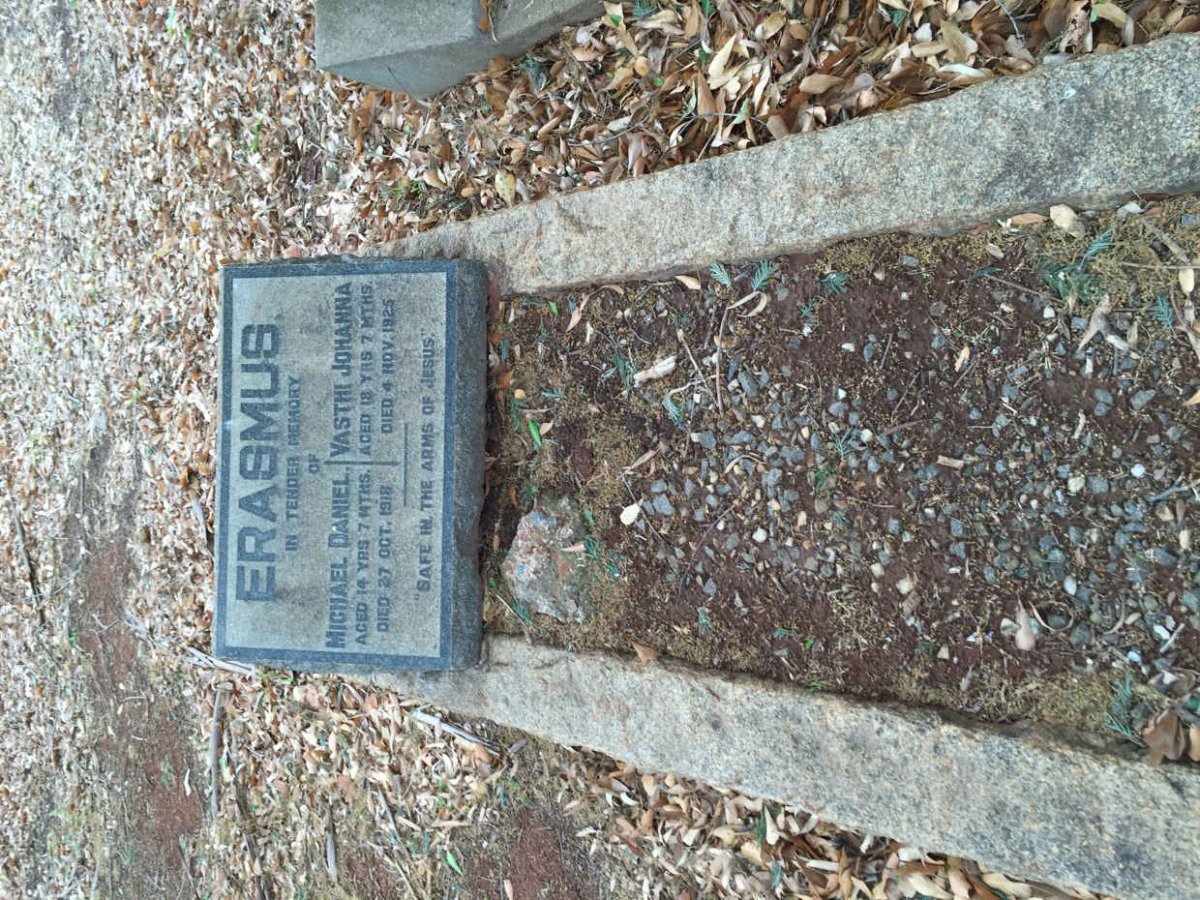 ERASMUS
IN TENDER MEMORY
OF
MICHAEL DANIEL
AGED 14 YRS 7 MTHS.
DIED 27 OCT. 1918
VASTHI JOHANNA
AGED 18 YRS 7 MTHS.
DIED 4 NOV. 1925
"SAFE IN THE ARMS OF JESUS"